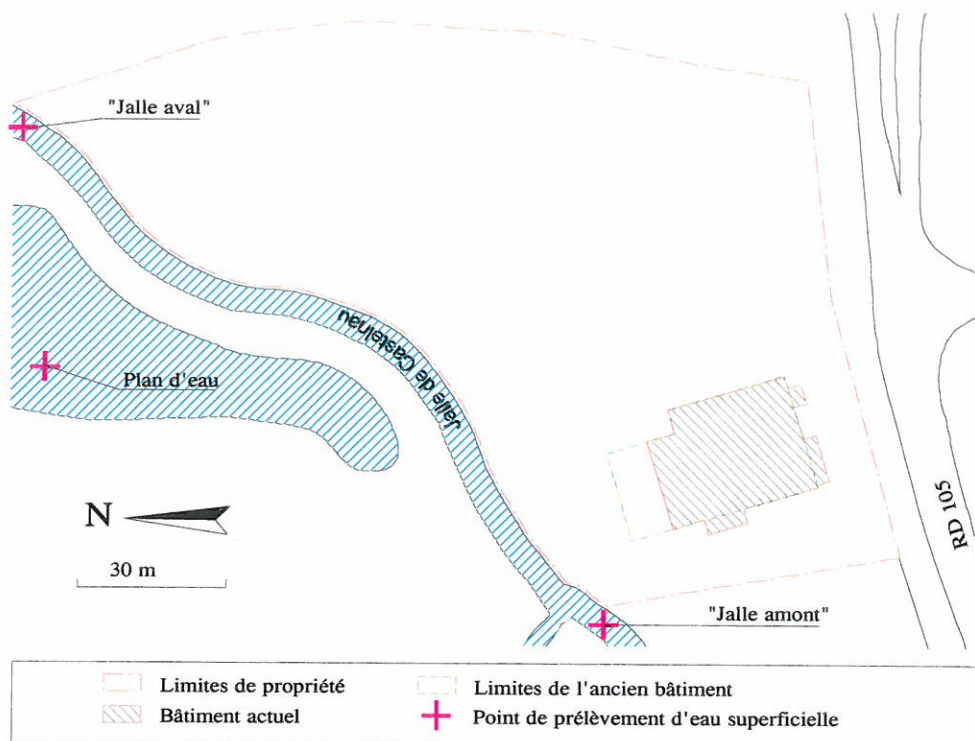 "Jalle aval"
Jalle de Castelnau
Plan d'eau
N
30 m
RD 105
"Jalle amont"
Limites de propriété
Limites de l'ancien bâtiment
Bâtiment actuel
Point de prélèvement d'eau superficielle